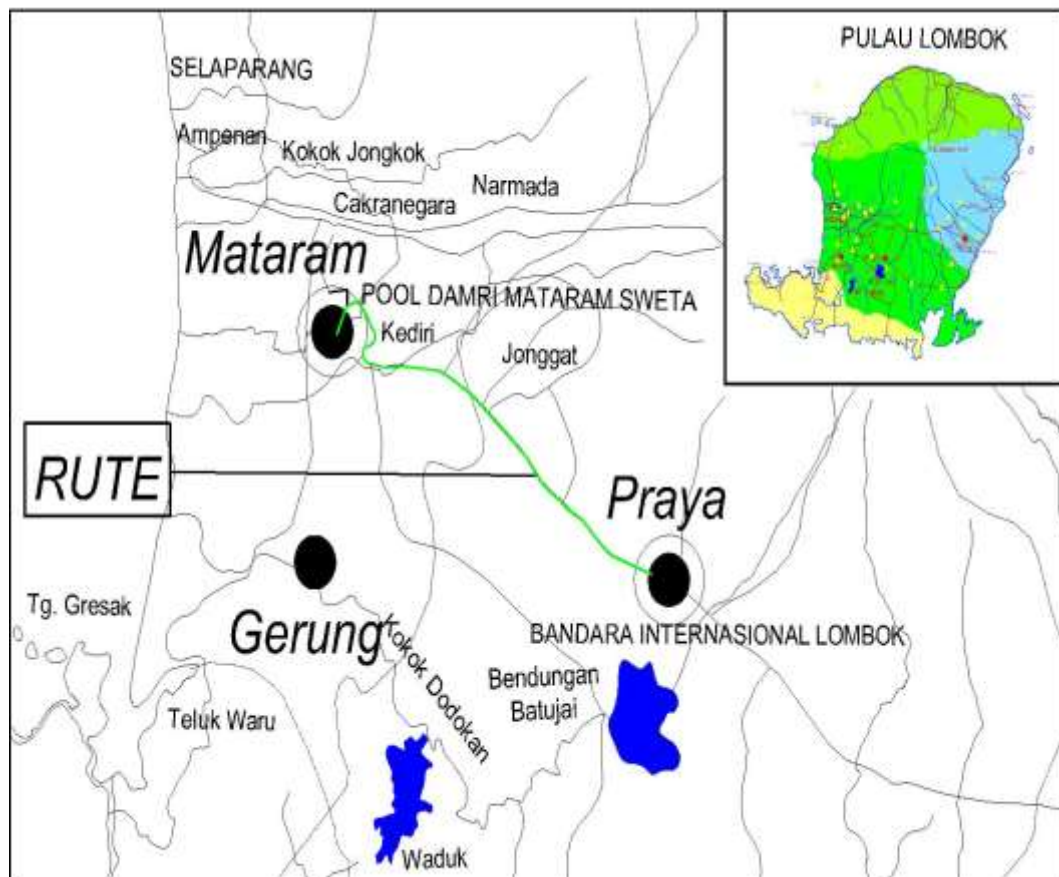 PULAU LOMBOK
SELAPARANG
Ampenan
Kokok Jongkok
Narmada
Cakranegara
Mataram
POOL DAMRI MATARAM SWETA
Kediri
Jonggat
RUTE
Praya
Tg. Gresak
Gerung
Kokok Dodokan
BANDARA INTERNASIONAL LOMBOK
Bendungan
Batujai
Teluk Waru
Waduk